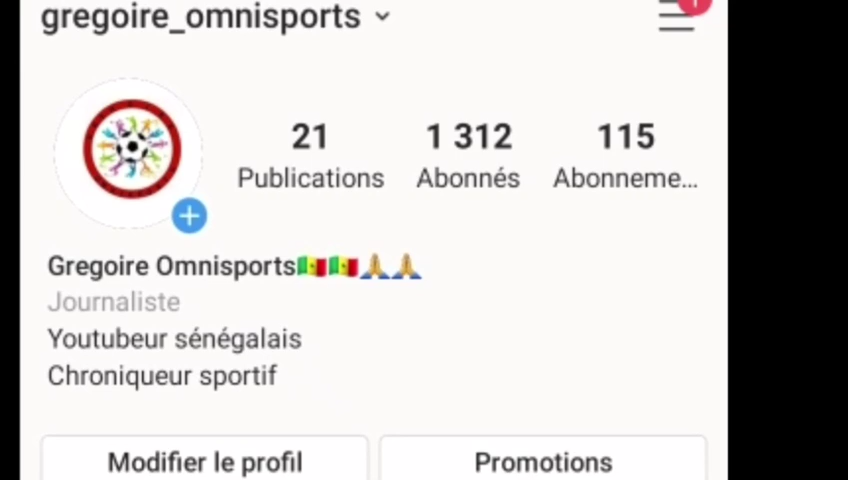 gregoire_omnisports
21 1 312 115
Publications Abonnés Abonneme...
Gregoire Omnisports🇸🇳🇸🇳🙏🙏
Journaliste
Youtubeur sénégalais
Chroniqueur sportif
Modifier le profil Promotions